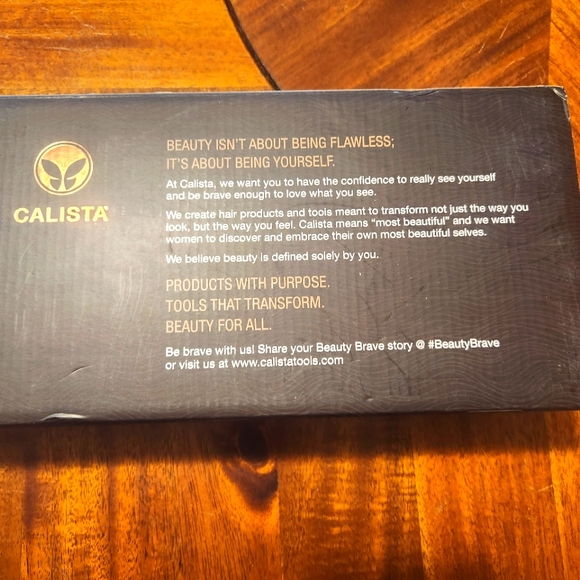 CALISTA®
BEAUTY ISN'T ABOUT BEING FLAWLESS;
IT'S ABOUT BEING YOURSELF.
At Calista, we want you to have the confidence to really see yourself
and be brave enough to love what you see.
We create hair products and tools meant to transform not just the way you
look, but the way you feel. Calista means "most beautiful" and we want
women to discover and embrace their own most beautiful selves.
We believe beauty is defined solely by you.
PRODUCTS WITH PURPOSE.
TOOLS THAT TRANSFORM.
BEAUTY FOR ALL.
Be brave with us! Share your Beauty Brave story @ #BeautyBrave
or visit us at www.calistatools.com